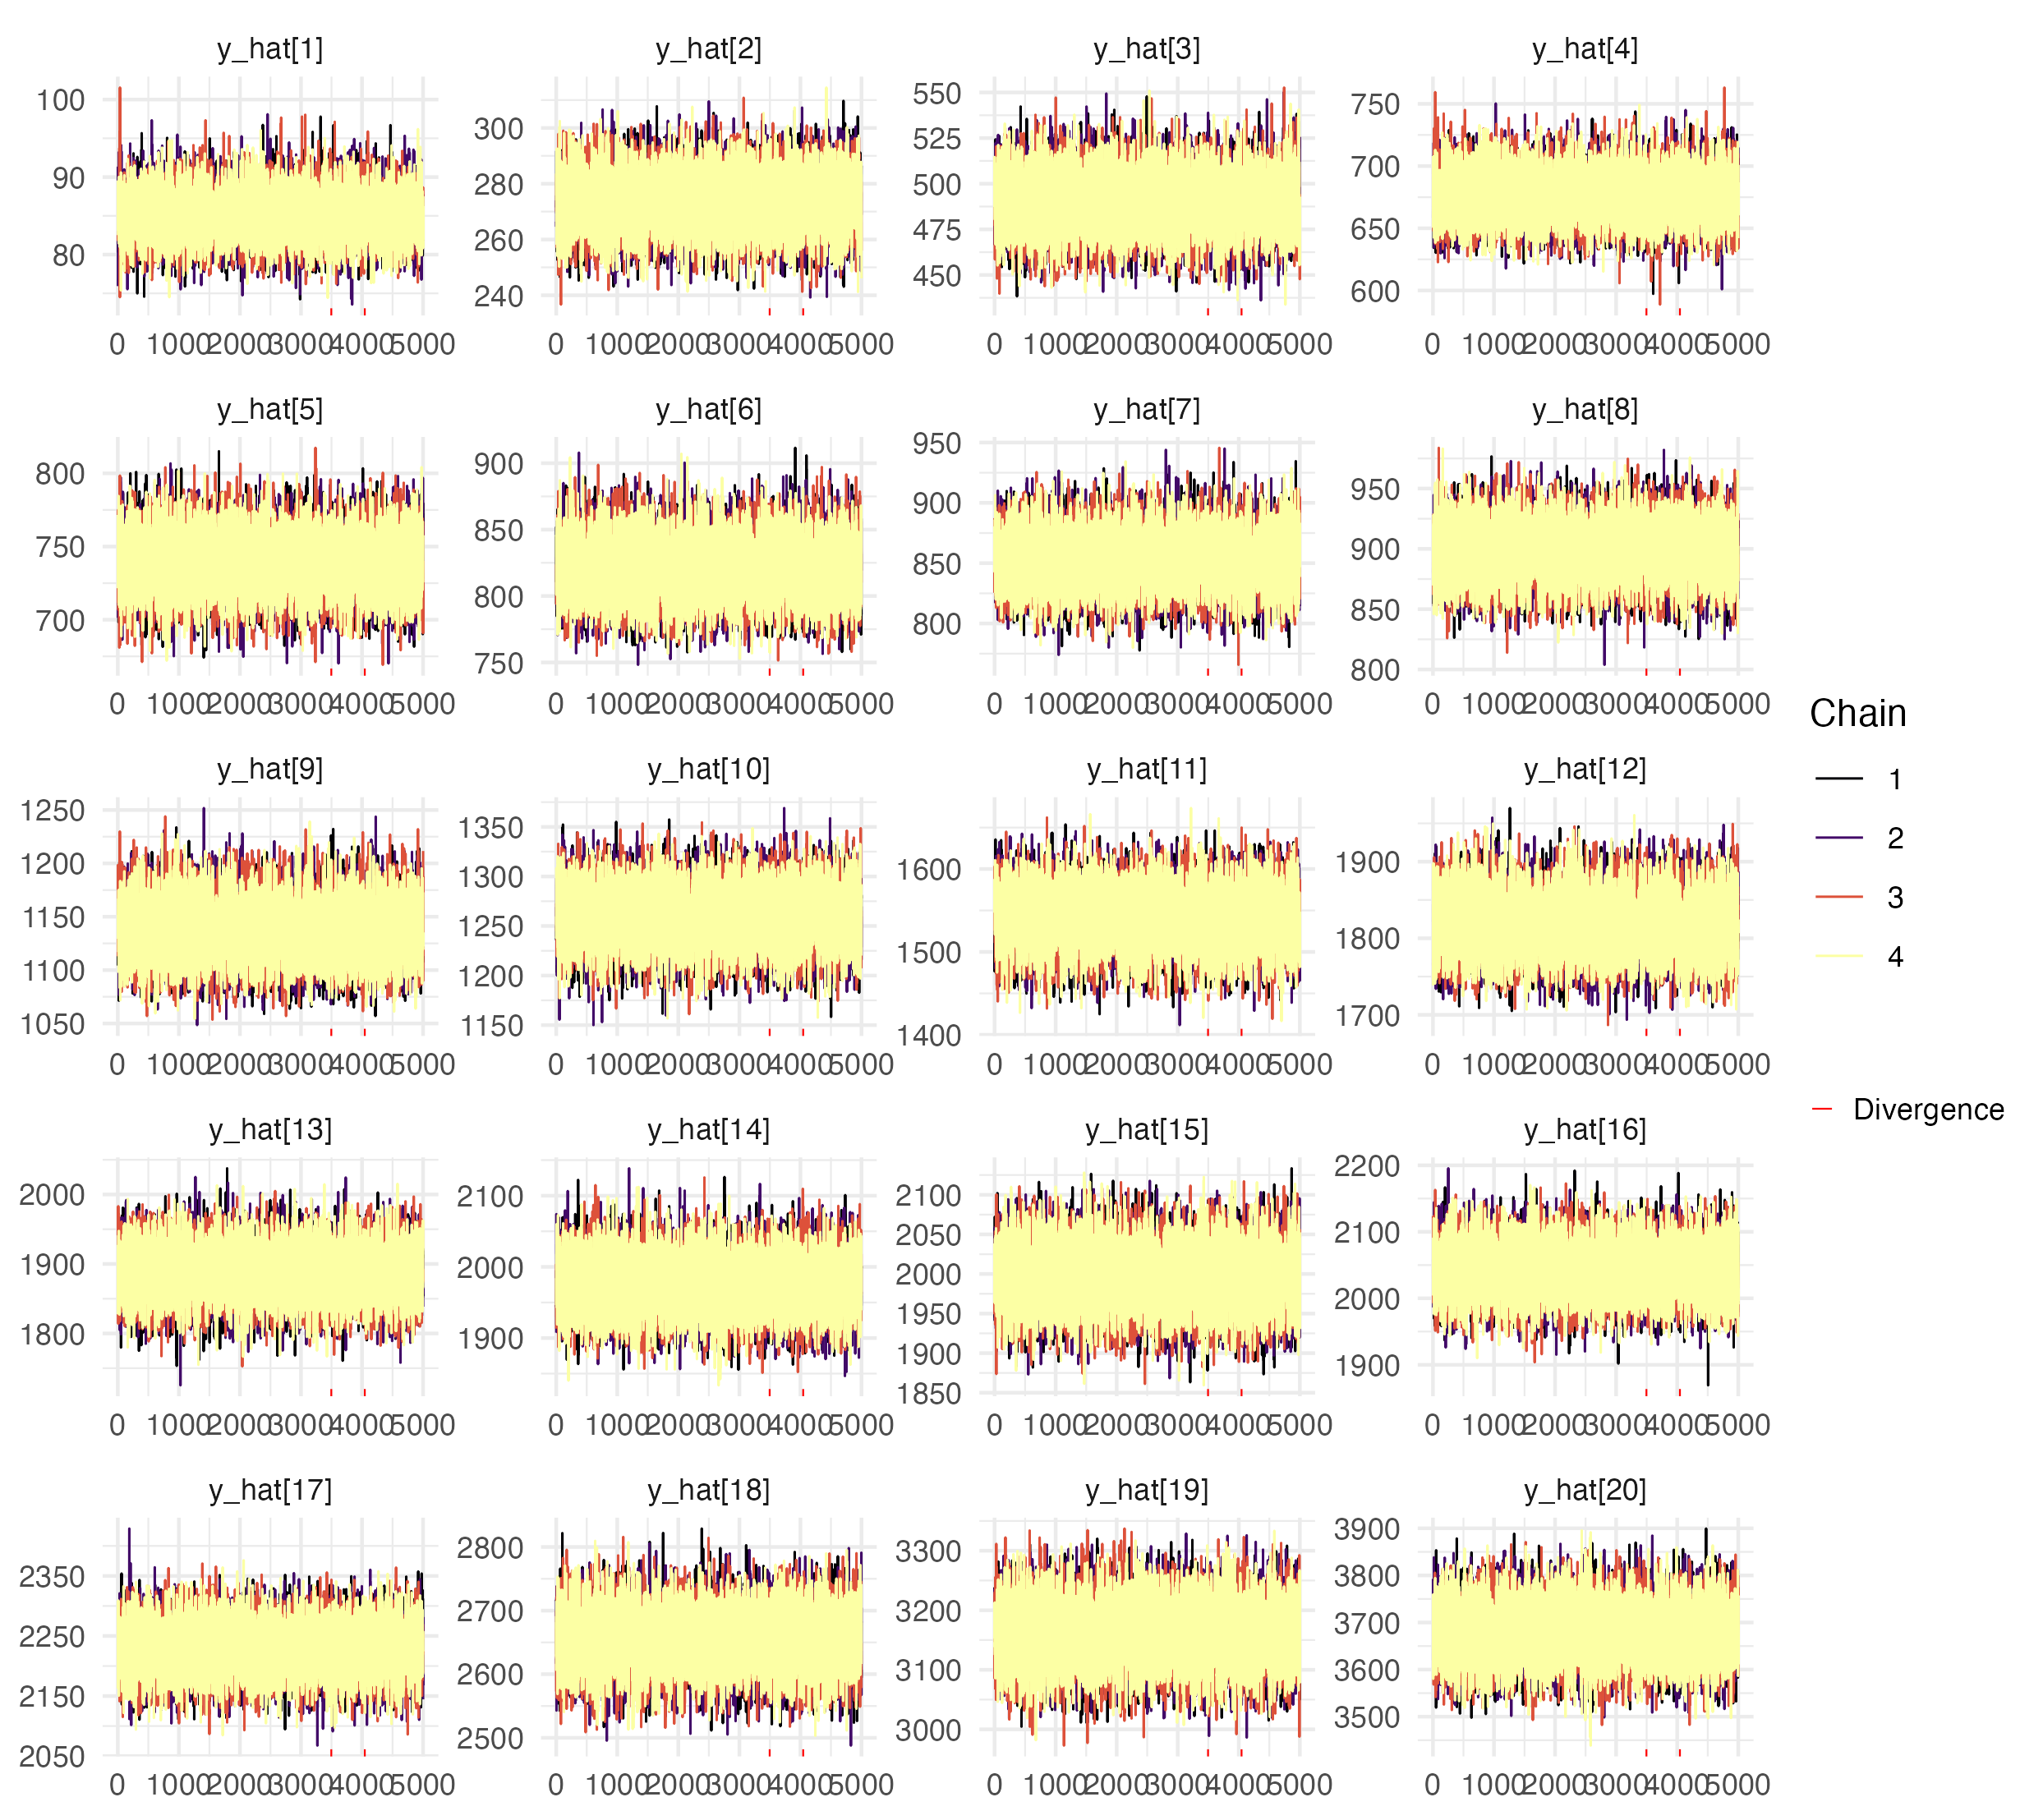 y_hat[1] y_hat[2] y_hat[3] y_hat[4]
100 90 80
300 280 260 240
550 525 500 475 450
750 700 650 600
0 1000 2000 3000 4000 5000 0 1000 2000 3000 4000 5000 0 1000 2000 3000 4000 5000 0 1000 2000 3000 4000 5000
y_hat[5] y_hat[6] y_hat[7] y_hat[8]
800 750 700
900 850 800 750
950 900 850 800
950 900 850 800
0 1000 2000 3000 4000 5000 0 1000 2000 3000 4000 5000 0 1000 2000 3000 4000 5000 0 1000 2000 3000 4000 5000
y_hat[9] y_hat[10] y_hat[11] y_hat[12]
1250 1200 1150 1100 1050
1350 1300 1250 1200 1150
1600 1500 1400
1900 1800 1700
0 1000 2000 3000 4000 5000 0 1000 2000 3000 4000 5000 0 1000 2000 3000 4000 5000 0 1000 2000 3000 4000 5000
y_hat[13] y_hat[14] y_hat[15] y_hat[16]
2000 1900 1800
2100 2000 1900
2100 2050 2000 1950 1900 1850
2200 2100 2000 1900
0 1000 2000 3000 4000 5000 0 1000 2000 3000 4000 5000 0 1000 2000 3000 4000 5000 0 1000 2000 3000 4000 5000
y_hat[17] y_hat[18] y_hat[19] y_hat[20]
2350 2250 2150 2050
2800 2700 2600 2500
3300 3200 3100 3000
3900 3800 3700 3600 3500
0 1000 2000 3000 4000 5000 0 1000 2000 3000 4000 5000 0 1000 2000 3000 4000 5000 0 1000 2000 3000 4000 5000
Chain
1
2
3
4
Divergence